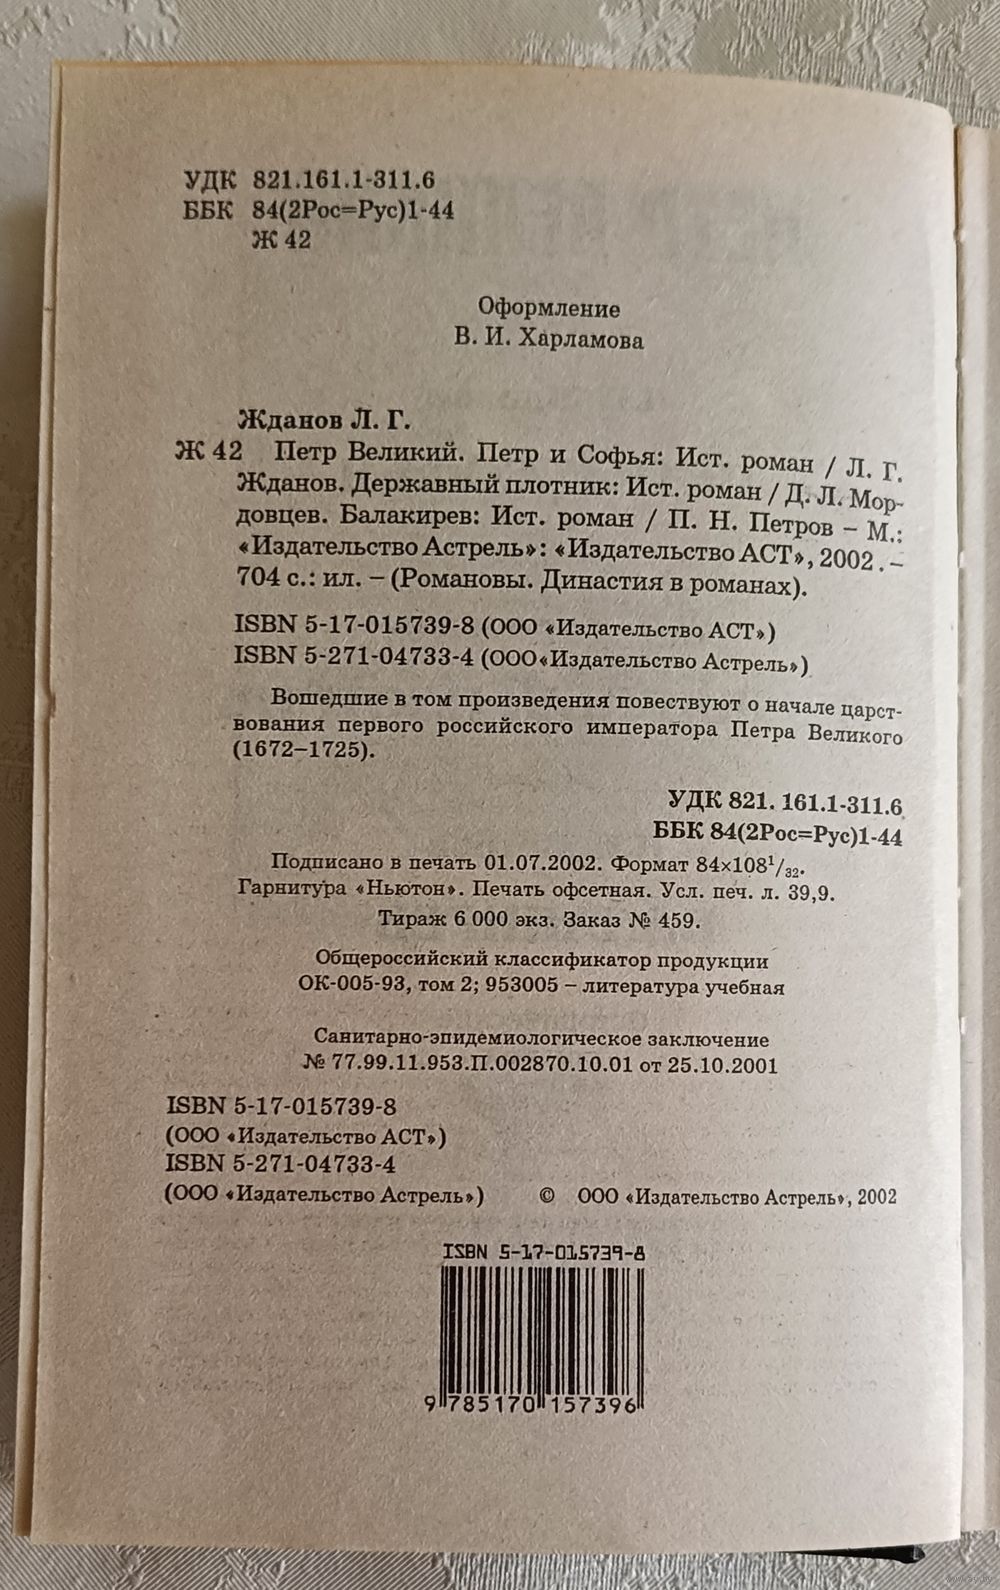 УДК 821.161.1-311.6
ББК 84(2Рос=Рус)1-44
Ж 42
Оформление
В. И. Харламова
Жданов Л. Г.
Ж 42 Петр Великий. Петр и Софья: Ист. роман / Л. Г.
Жданов. Державный плотник: Ист. роман / Д. Л. Мор-
довцев. Балакирев: Ист. роман / П. Н. Петров – М.:
«Издательство Астрель»: «Издательство АСТ», 2002. –
704 с.: ил. – (Романовы. Династия в романах).
ISBN 5-17-015739-8 (ООО «Издательство АСТ»)
ISBN 5-271-04733-4 (ООО«Издательство Астрель»)
Вошедшие в том произведения повествуют о начале царст-
вования первого российского императора Петра Великого
(1672–1725).
УДК 821. 161.1-311.6
ББК 84(2Рос=Рус)1-44
Подписано в печать 01.07.2002. Формат 84×108¹/₃₂.
Гарнитура «Ньютон». Печать офсетная. Усл. печ. л. 39,9.
Тираж 6 000 экз. Заказ № 459.
Общероссийский классификатор продукции
ОК-005-93, том 2; 953005 – литература учебная
Санитарно-эпидемиологическое заключение
№ 77.99.11.953.П.002870.10.01 от 25.10.2001
ISBN 5-17-015739-8
(ООО «Издательство АСТ»)
ISBN 5-271-04733-4
(ООО «Издательство Астрель») © ООО «Издательство Астрель», 2002
ISBN 5-17-015739-8
9 785170 157396